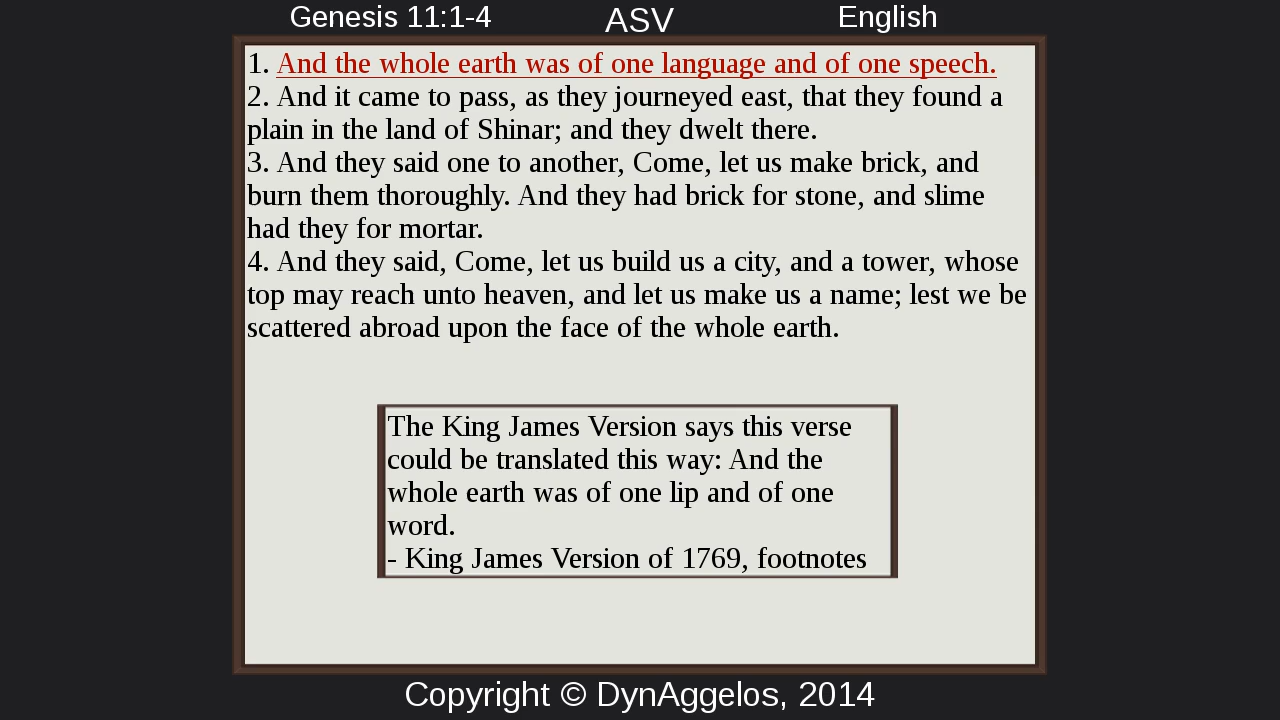 Genesis 11:1-4 ASV English
1. And the whole earth was of one language and of one speech.
2. And it came to pass, as they journeyed east, that they found a
plain in the land of Shinar; and they dwelt there.
3. And they said one to another, Come, let us make brick, and
burn them thoroughly. And they had brick for stone, and slime
had they for mortar.
4. And they said, Come, let us build us a city, and a tower, whose
top may reach unto heaven, and let us make us a name; lest we be
scattered abroad upon the face of the whole earth.
The King James Version says this verse
could be translated this way: And the
whole earth was of one lip and of one
word.
- King James Version of 1769, footnotes
Copyright © DynAggelos, 2014